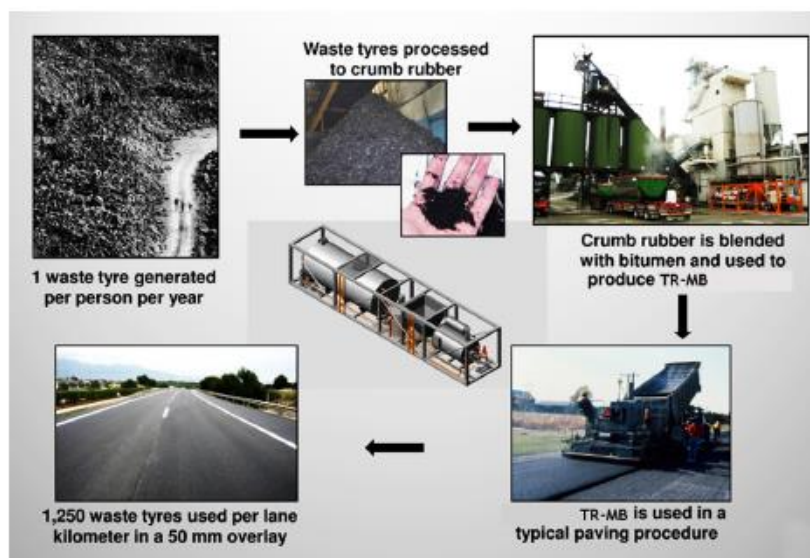 Waste tyres processed
to crumb rubber
1 waste tyre generated
per person per year
Crumb rubber is blended
with bitumen and used to
produce TR-MB
1,250 waste tyres used per lane
kilometer in a 50 mm overlay
TR-MB is used in a
typical paving procedure